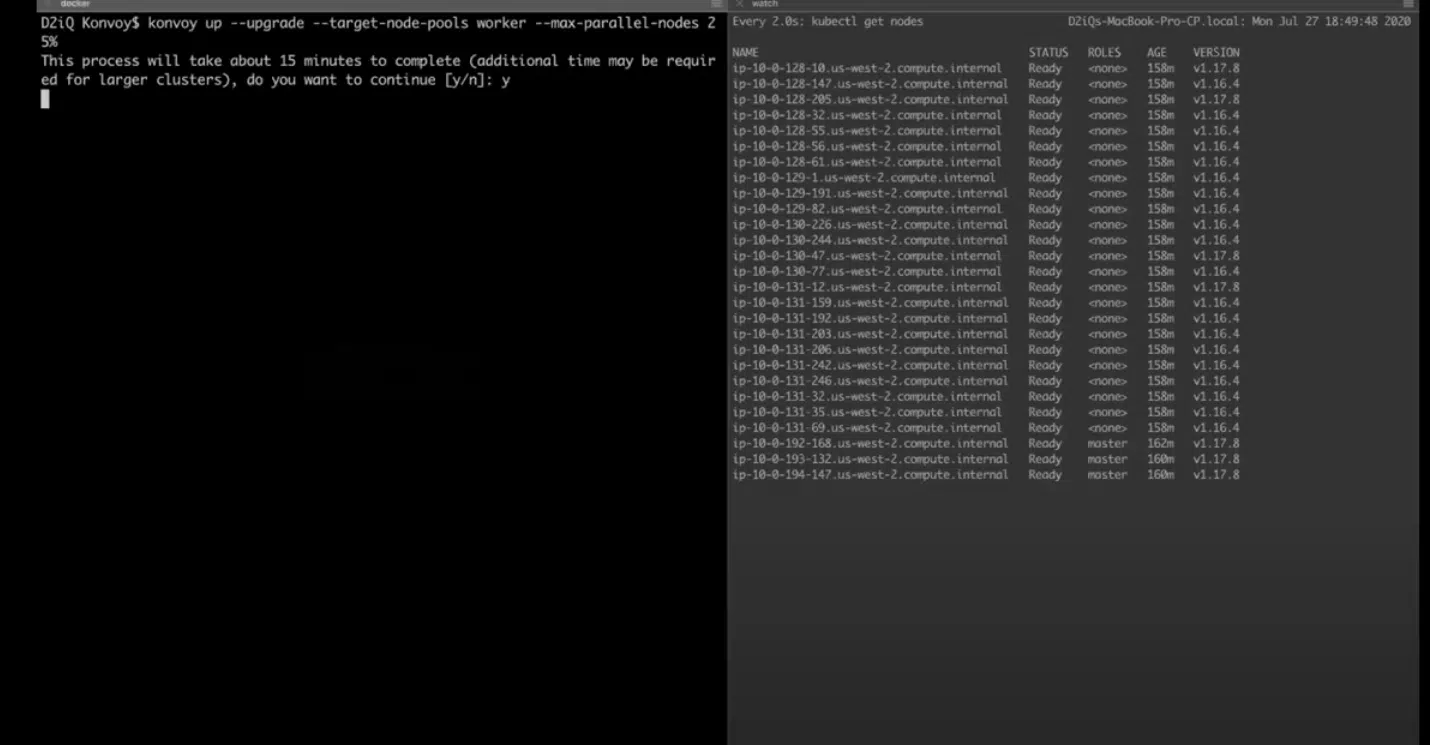 docker
D2iQ Konvoy$ konvoy up --upgrade --target-node-pools worker --max-parallel-nodes 2
5%
This process will take about 15 minutes to complete (additional time may be requir
ed for larger clusters), do you want to continue [y/n]: y
watch
Every 2.0s: kubectl get nodes D2iQs-MacBook-Pro-CP.local: Mon Jul 27 18:49:48 2020
NAME STATUS ROLES AGE VERSION
ip-10-0-128-10.us-west-2.compute.internal Ready <none> 158m v1.17.8
ip-10-0-128-147.us-west-2.compute.internal Ready <none> 158m v1.16.4
ip-10-0-128-205.us-west-2.compute.internal Ready <none> 158m v1.17.8
ip-10-0-128-32.us-west-2.compute.internal Ready <none> 158m v1.16.4
ip-10-0-128-55.us-west-2.compute.internal Ready <none> 158m v1.16.4
ip-10-0-128-56.us-west-2.compute.internal Ready <none> 158m v1.16.4
ip-10-0-128-61.us-west-2.compute.internal Ready <none> 158m v1.16.4
ip-10-0-129-1.us-west-2.compute.internal Ready <none> 158m v1.16.4
ip-10-0-129-191.us-west-2.compute.internal Ready <none> 158m v1.16.4
ip-10-0-129-82.us-west-2.compute.internal Ready <none> 158m v1.16.4
ip-10-0-130-226.us-west-2.compute.internal Ready <none> 158m v1.16.4
ip-10-0-130-244.us-west-2.compute.internal Ready <none> 158m v1.16.4
ip-10-0-130-47.us-west-2.compute.internal Ready <none> 158m v1.17.8
ip-10-0-130-77.us-west-2.compute.internal Ready <none> 158m v1.16.4
ip-10-0-131-12.us-west-2.compute.internal Ready <none> 158m v1.17.8
ip-10-0-131-159.us-west-2.compute.internal Ready <none> 158m v1.16.4
ip-10-0-131-192.us-west-2.compute.internal Ready <none> 158m v1.16.4
ip-10-0-131-203.us-west-2.compute.internal Ready <none> 158m v1.16.4
ip-10-0-131-206.us-west-2.compute.internal Ready <none> 158m v1.16.4
ip-10-0-131-242.us-west-2.compute.internal Ready <none> 158m v1.16.4
ip-10-0-131-246.us-west-2.compute.internal Ready <none> 158m v1.16.4
ip-10-0-131-32.us-west-2.compute.internal Ready <none> 158m v1.16.4
ip-10-0-131-35.us-west-2.compute.internal Ready <none> 158m v1.16.4
ip-10-0-131-69.us-west-2.compute.internal Ready <none> 158m v1.16.4
ip-10-0-192-168.us-west-2.compute.internal Ready master 162m v1.17.8
ip-10-0-193-132.us-west-2.compute.internal Ready master 160m v1.17.8
ip-10-0-194-147.us-west-2.compute.internal Ready master 160m v1.17.8